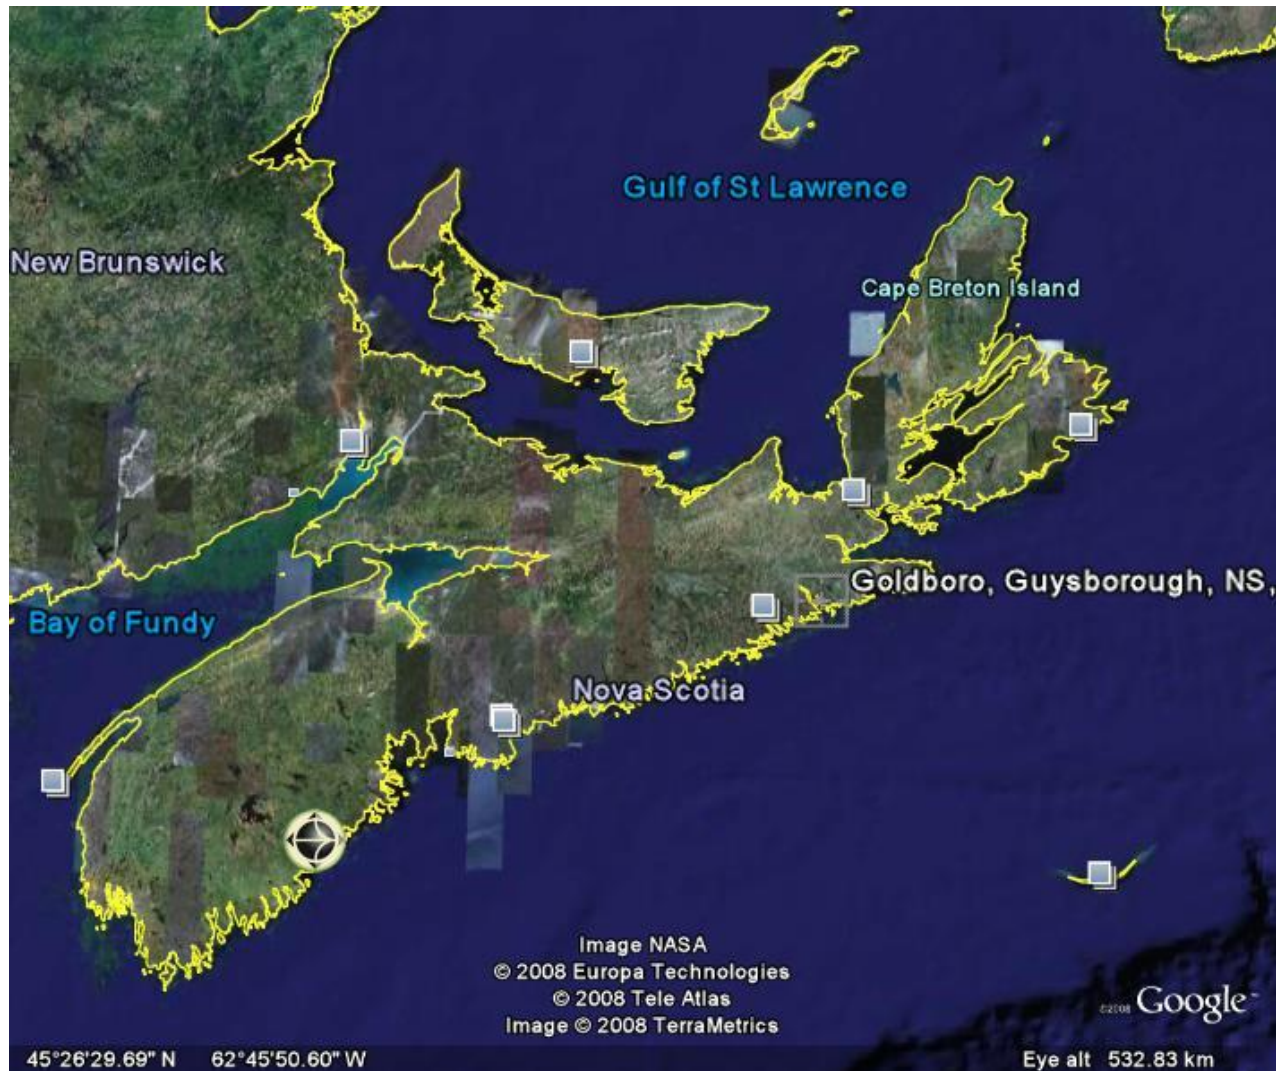 Gulf of St Lawrence
New Brunswick
Cape Breton Island
Goldboro, Guysborough, NS,
Bay of Fundy
Nova Scotia
Image NASA
© 2008 Europa Technologies
© 2008 Tele Atlas
Image © 2008 TerraMetrics
©2008 Google™
45°26'29.69" N 62°45'50.60" W Eye alt 532.83 km